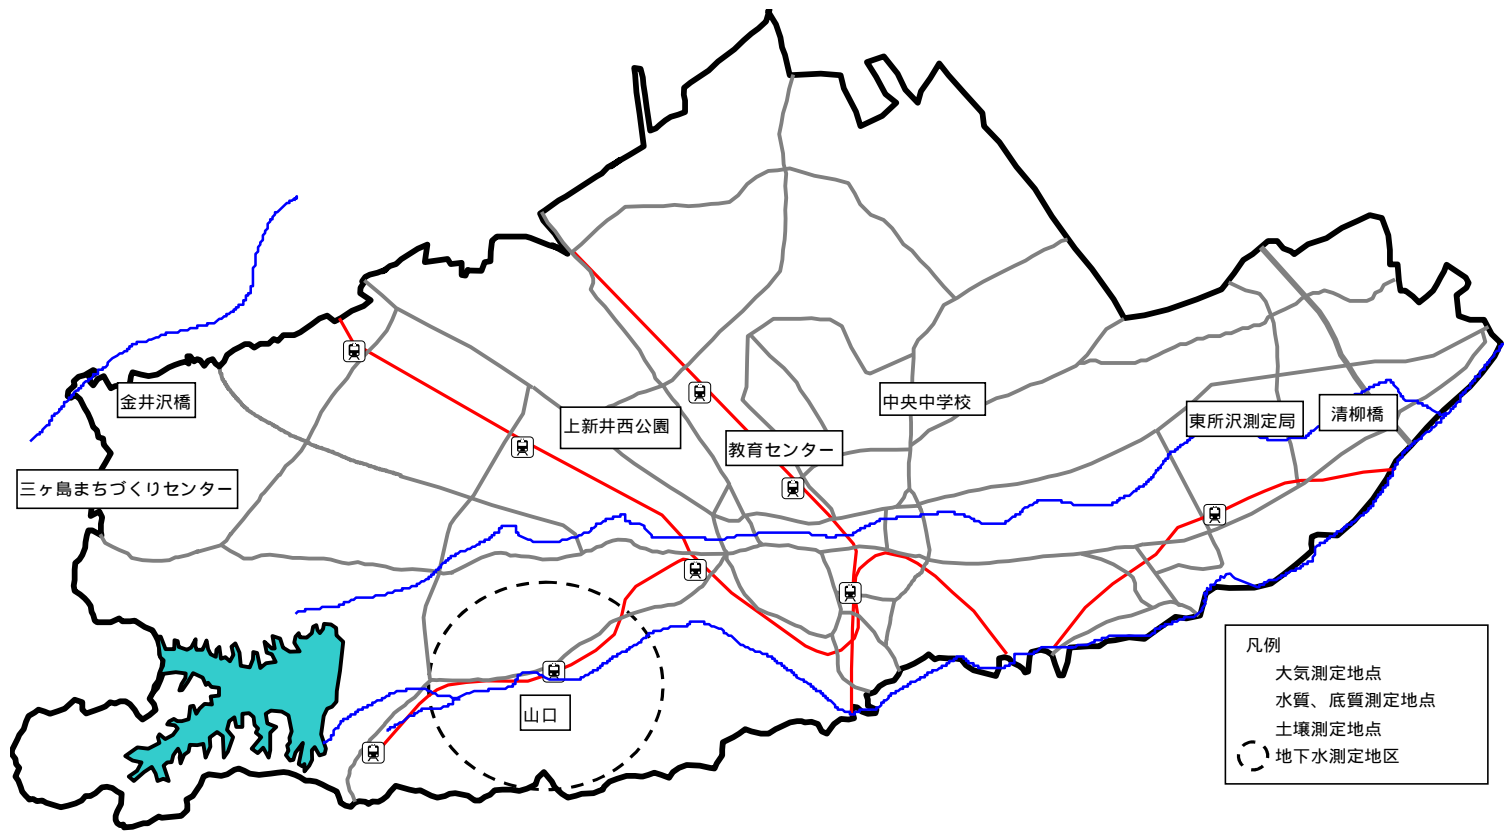 中央中学校
金井沢橋
上新井西公園
東所沢測定局
清柳橋
教育センター
三ヶ島まちづくりセンター
山口
凡例
大気測定地点
水質、底質測定地点
土壌測定地点
地下水測定地区